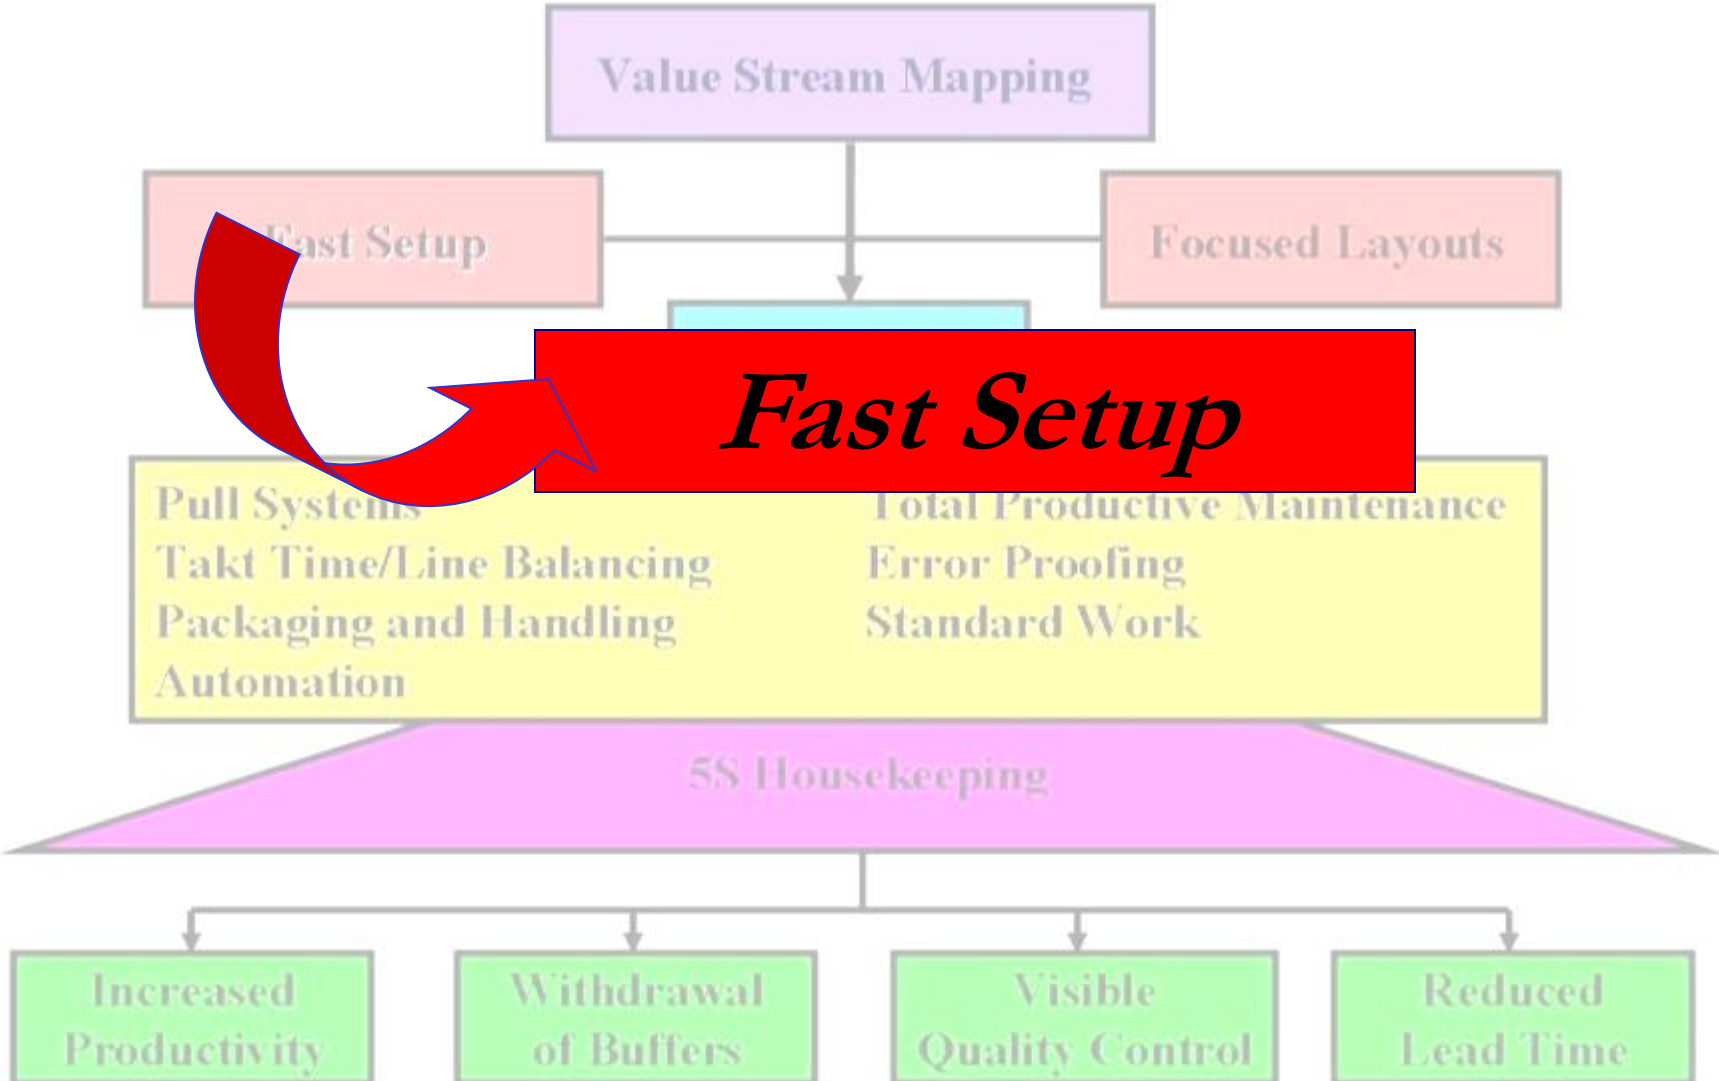 Value Stream Mapping
Fast Setup
Focused Layouts
Fast Setup
Pull Systems
Total Productive Maintenance
Takt Time/Line Balancing
Error Proofing
Packaging and Handling
Standard Work
Automation
5S Housekeeping
Increased
Productivity
Withdrawal
of Buffers
Visible
Quality Control
Reduced
Lead Time